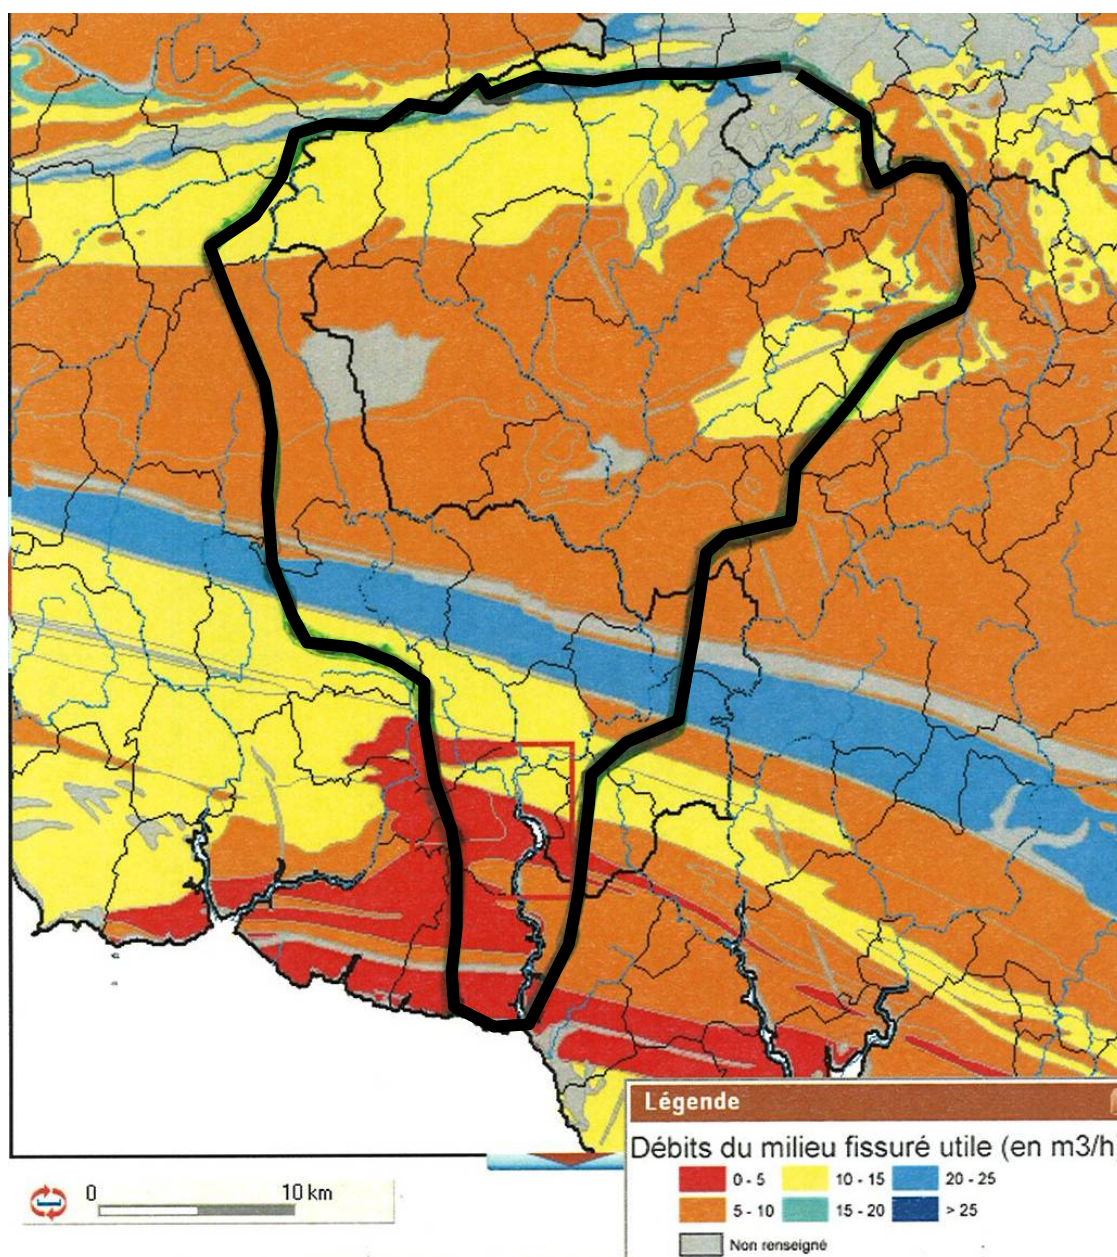 Légende
Débits du milieu fissuré utile (en m3/h
0 - 5
10 - 15
20 - 25
5 - 10
15 - 20
> 25
Non renseigné
0 10 km